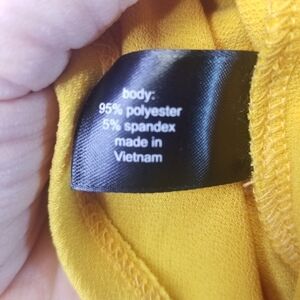 body:
95% polyester
5% spandex
made in
Vietnam